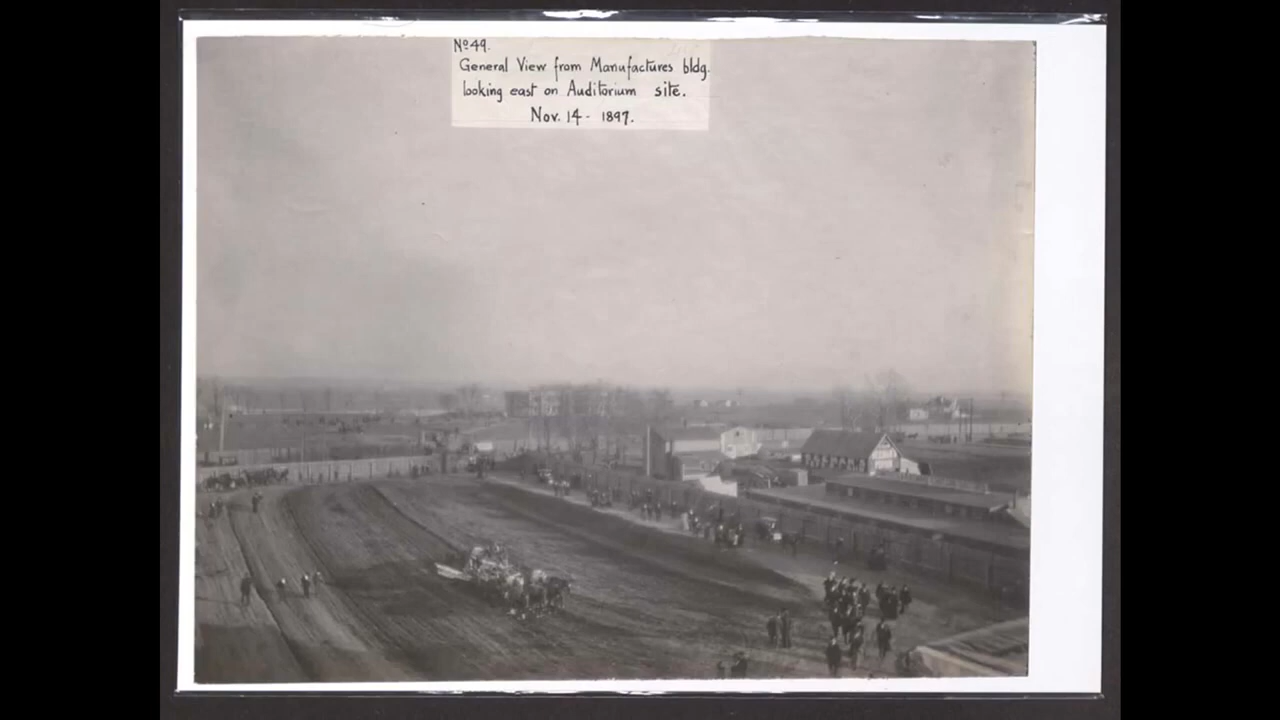 Nº 49.
General View from Manufactures bldg.
looking east on Auditorium site.
Nov. 14 - 1897.